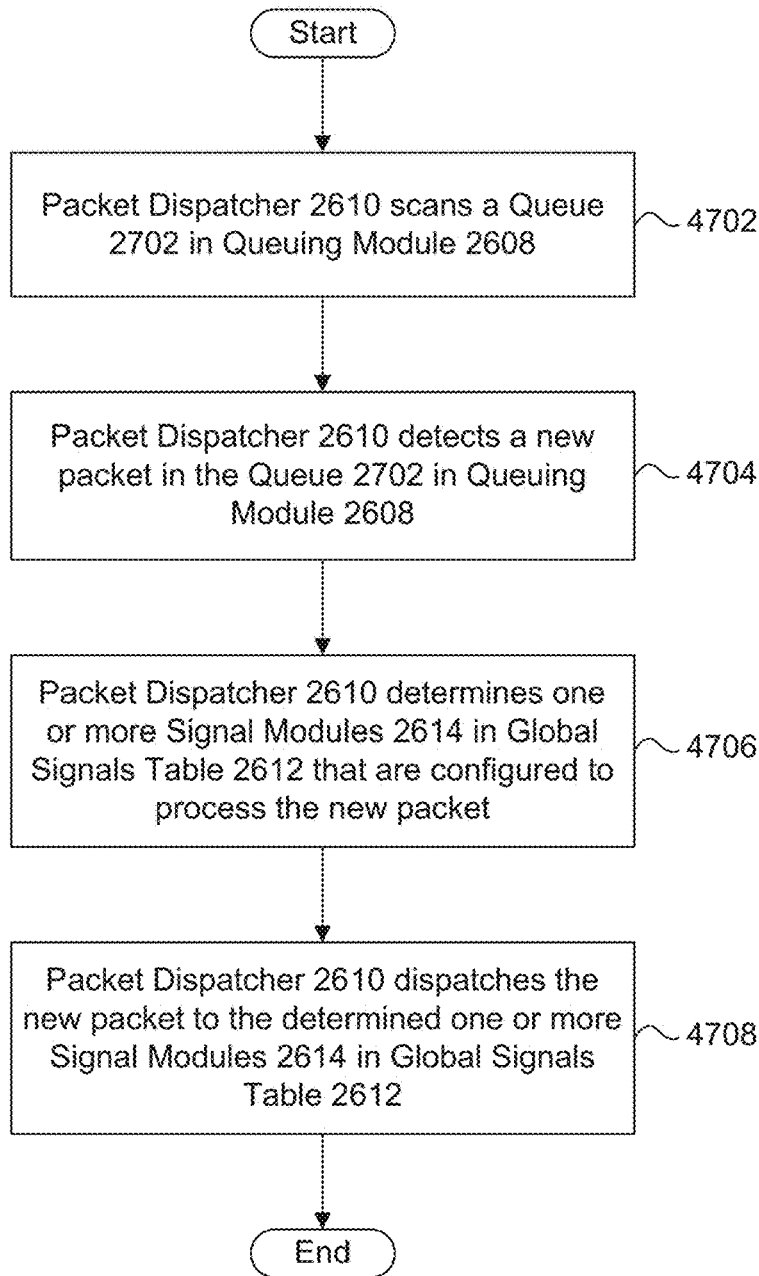 Start
Packet Dispatcher 2610 scans a Queue
2702 in Queuing Module 2608
4702
Packet Dispatcher 2610 detects a new
packet in the Queue 2702 in Queuing
Module 2608
4704
Packet Dispatcher 2610 determines one
or more Signal Modules 2614 in Global
Signals Table 2612 that are configured to
process the new packet
4706
Packet Dispatcher 2610 dispatches the
new packet to the determined one or more
Signal Modules 2614 in Global Signals
Table 2612
4708
End